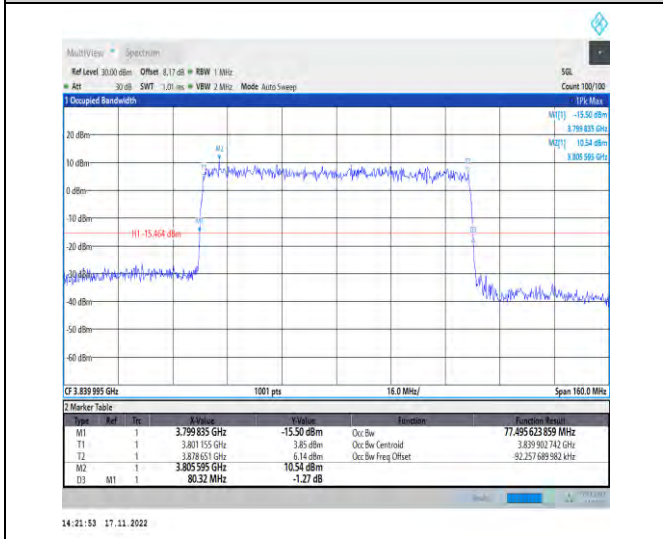 MultiView Spectrum
Ref Level 30.00 dBm Offset 8.17 dB RBW 1 MHz SGL
Att 30 dB SWT 1.01 ms VBW 2 MHz Mode Auto Sweep Count 100/100
1 Occupied Bandwidth 1Pk Max
M1[1] -15.50 dBm
3.799 835 GHz
20 dBm
M2[1] 10.54 dBm
3.805 595 GHz
M2
10 dBm
0 dBm
-10 dBm
M1
H1 -15.464 dBm
-20 dBm
-30 dBm
-40 dBm
-50 dBm
-60 dBm
CF 3.839 995 GHz 1001 pts 16.0 MHz/ Span 160.0 MHz
2 Marker Table
Type Ref Trc X-Value Y-Value Function Function Result
M1 1 3.799 835 GHz -15.50 dBm Occ Bw 77.495 623 859 MHz
T1 1 3.801 155 GHz 3.85 dBm Occ Bw Centroid 3.839 902 742 GHz
T2 1 3.878 651 GHz 6.14 dBm Occ Bw Freq Offset -92.257 689 982 kHz
M2 1 3.805 595 GHz 10.54 dBm
D3 M1 1 80.32 MHz -1.27 dB
14:21:53 17.11.2022